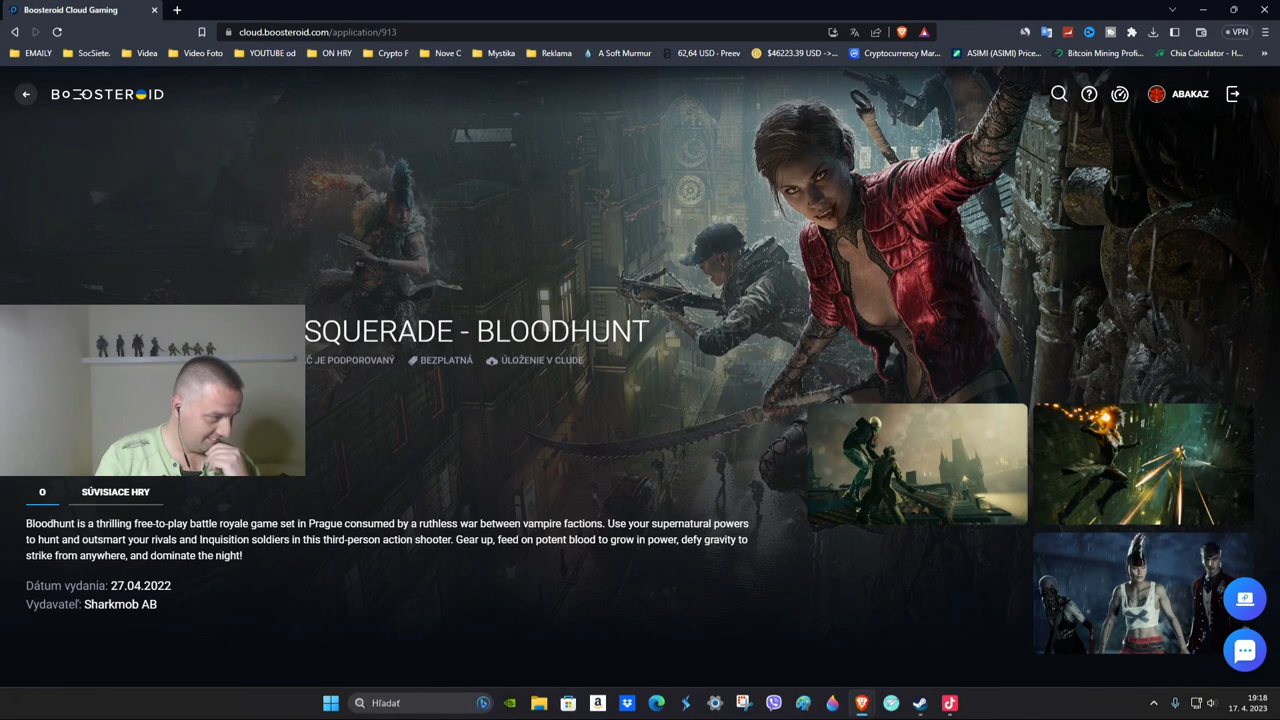 Boosteroid Cloud Gaming
cloud.boosteroid.com/application/913
VPN
EMAILY
SocSiete.
Videa
Video Foto
YOUTUBE od
ON HRY
Crypto F
Nove C
Mystika
Reklama
A Soft Murmur
62,64 USD - Preev
$46223.39 USD ->...
Cryptocurrency Mar...
ASIMI (ASIMI) Price...
Bitcoin Mining Profi...
Chia Calculator - H...
BOOSTEROID
ABAKAZ
SQUERADE - BLOODHUNT
Č JE PODPOROVANÝ
BEZPLATNÁ
ÚLOŽENIE V CLUDE
O
SÚVISIACE HRY
Bloodhunt is a thrilling free-to-play battle royale game set in Prague consumed by a ruthless war between vampire factions. Use your supernatural powers
to hunt and outsmart your rivals and Inquisition soldiers in this third-person action shooter. Gear up, feed on potent blood to grow in power, defy gravity to
strike from anywhere, and dominate the night!
Dátum vydania: 27.04.2022
Vydavateľ: Sharkmob AB
Hľadať
19:18
17. 4. 2023